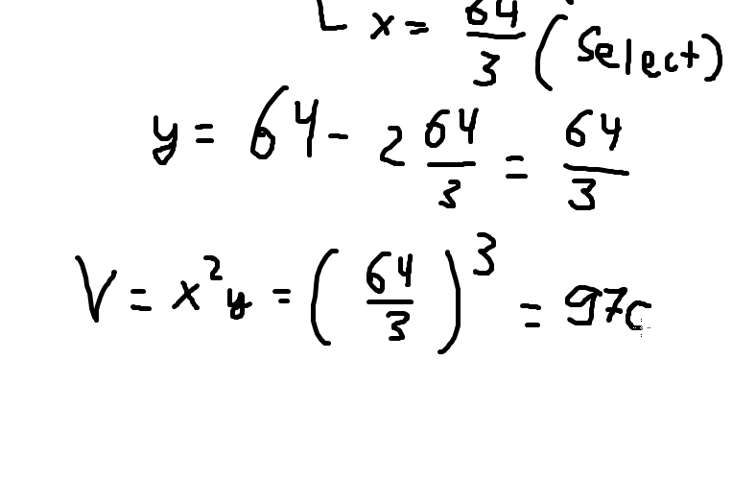 x = 64/3 (Select)
y = 64 - 2 64/3 = 64/3
V = x²y = (64/3)³ = 97